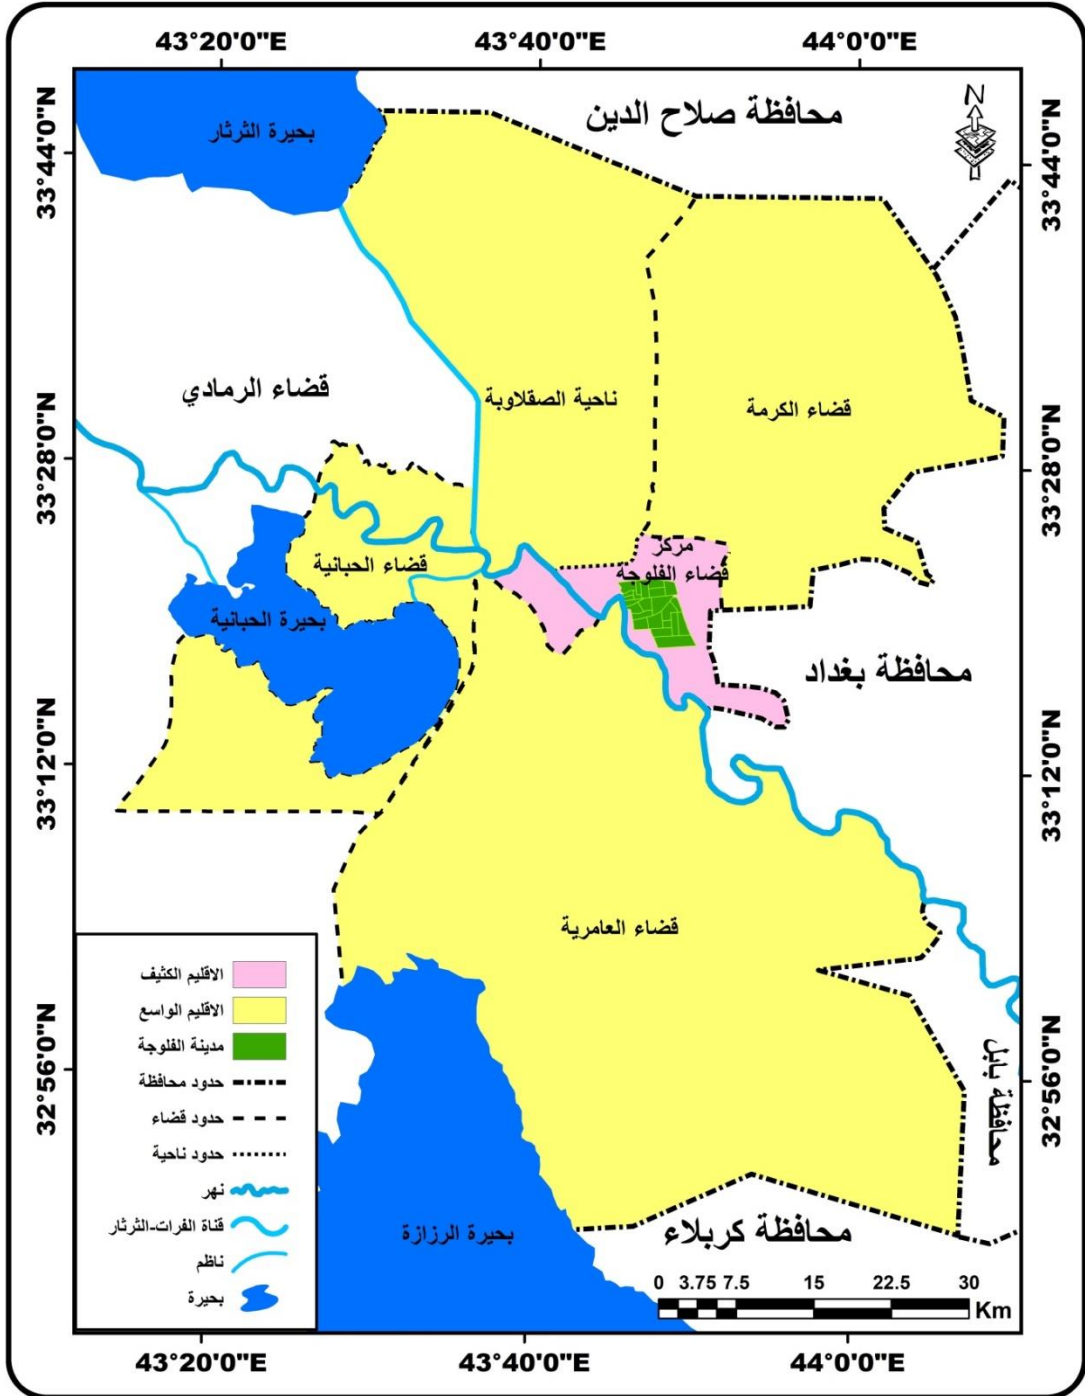 43°20'0"E 43°40'0"E 44°0'0"E
N
محافظة صلاح الدين
بحيرة الثرثار
33°44'0"N 33°44'0"N
قضاء الرمادي
ناحية الصقلاوية
قضاء الكرمة
33°28'0"N 33°28'0"N
مركز
قضاء الفلوجة
قضاء الحبانية
بحيرة الحبانية
محافظة بغداد
33°12'0"N 33°12'0"N
قضاء العامرية
الاقليم الكثيف
الاقليم الواسع
مدينة الفلوجة
حدود محافظة
حدود قضاء
حدود ناحية
نهر
قناة الفرات-الثرثار
ناظم
بحيرة
32°56'0"N 32°56'0"N
محافظة بابل
بحيرة الرزازة
محافظة كربلاء
0 3.75 7.5 15 22.5 30
Km
43°20'0"E 43°40'0"E 44°0'0"E